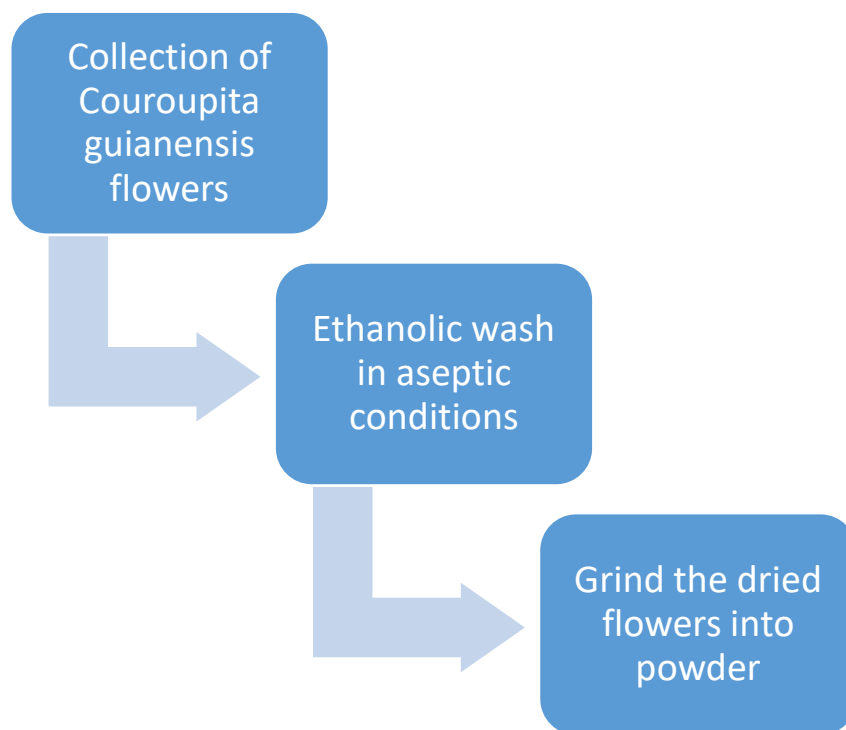 Collection of
Couroupita
guianensis
flowers
Ethanolic wash
in aseptic
conditions
Grind the dried
flowers into
powder